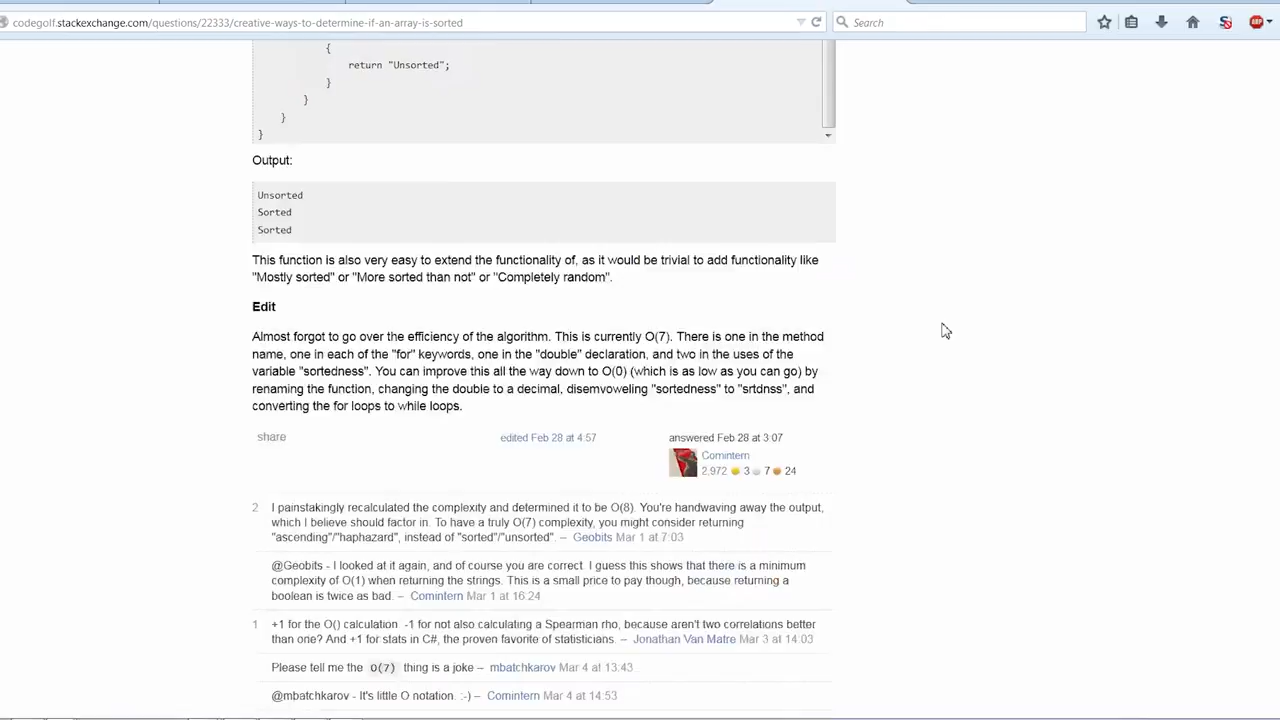 codegolf.stackexchange.com/questions/22333/creative-ways-to-determine-if-an-array-is-sorted
Search
{
return "Unsorted";
}
}
}
}
Output:
Unsorted
Sorted
Sorted
This function is also very easy to extend the functionality of, as it would be trivial to add functionality like
"Mostly sorted" or "More sorted than not" or "Completely random".
Edit
Almost forgot to go over the efficiency of the algorithm. This is currently O(7). There is one in the method
name, one in each of the "for" keywords, one in the "double" declaration, and two in the uses of the
variable "sortedness". You can improve this all the way down to O(0) (which is as low as you can go) by
renaming the function, changing the double to a decimal, disemvoweling "sortedness" to "srtdnss", and
converting the for loops to while loops.
share edited Feb 28 at 4:57 answered Feb 28 at 3:07
Comintern
2,972 3 7 24
2 I painstakingly recalculated the complexity and determined it to be O(8). You're handwaving away the output,
which I believe should factor in. To have a truly O(7) complexity, you might consider returning
"ascending"/"haphazard", instead of "sorted"/"unsorted". – Geobits Mar 1 at 7:03
@Geobits - I looked at it again, and of course you are correct. I guess this shows that there is a minimum
complexity of O(1) when returning the strings. This is a small price to pay though, because returning a
boolean is twice as bad. – Comintern Mar 1 at 16:24
1 +1 for the O() calculation. -1 for not also calculating a Spearman rho, because aren't two correlations better
than one? And +1 for stats in C#, the proven favorite of statisticians. – Jonathan Van Matre Mar 3 at 14:03
Please tell me the O(7) thing is a joke – mbatchkarov Mar 4 at 13:43
@mbatchkarov - It's little O notation. :-) – Comintern Mar 4 at 14:53